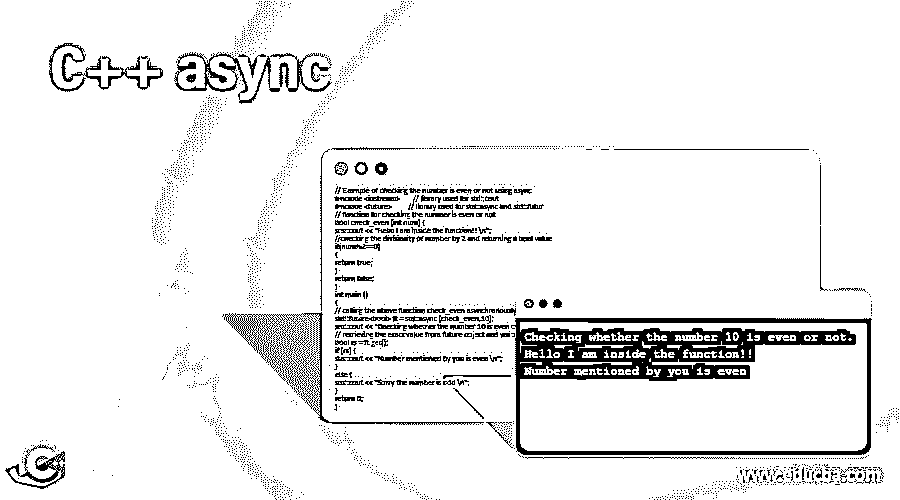 C++ async
// Example of checking the number is even or not using async
#include <iostream> // library used for std::cout
#include <future> // library used for std::async and std::futur
// function for checking the number is even or not
bool check_even (int num) {
std::cout << "Hello I am inside the function!! \n";
//checking the divisibility of number by 2 and returning a bool value
if(num%2==0)
{
return true;
}
return false;
}
int main ()
{
// calling the above function check_even asynchronously
std::future<bool> ft = std::async (check_even,10);
std::cout << "Checking whether the number 10 is even
// retrieving the exact value from future object and
bool rs = ft.get();
if (rs) {
std::cout << "Number mentioned by you is even \n";
}
else {
std::cout << "Sorry the number is odd \n";
}
return 0;
}
Checking whether the number 10 is even or not.
Hello I am inside the function!!
Number mentioned by you is even
www.educba.com